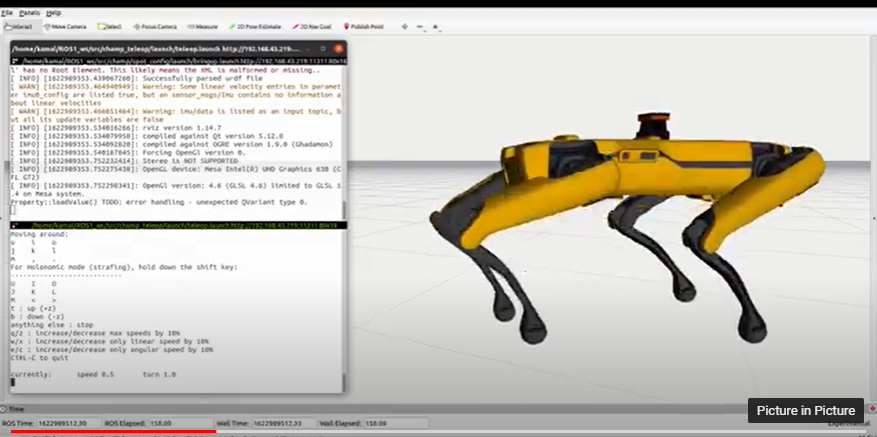 File Panels Help
Interact Move Camera Select Focus Camera Measure 2D Pose Estimate 2D Nav Goal Publish Point
/home/kamal/ROS1_ws/src/champ_teleop/launch/teleop.launch http://192.168.43.219:...
/home/kamal/ROS1_ws/src/champ/spot_config/launch/bringup.launch http://192.168.43.219:11311 80x18
l' has no Root Element. This likely means the XML is malformed or missing..
[ INFO] [1622989353.439067260]: Successfully parsed urdf file
[ WARN] [1622989353.464940949]: Warning: Some linear velocity entries in paramet
er imu0_config are listed true, but an sensor_msgs/Imu contains no information a
bout linear velocities
[ WARN] [1622989353.466051464]: Warning: imu/data is listed as an input topic, b
ut all its update variables are false
[ INFO] [1622989353.534016286]: rviz version 1.14.7
[ INFO] [1622989353.534079958]: compiled against Qt version 5.12.8
[ INFO] [1622989353.534092820]: compiled against OGRE version 1.9.0 (Ghadamon)
[ INFO] [1622989353.540187845]: Forcing OpenGl version 0.
[ INFO] [1622989353.752232414]: Stereo is NOT SUPPORTED
[ INFO] [1622989353.752275438]: OpenGL device: Mesa Intel(R) UHD Graphics 630 (C
FL GT2)
[ INFO] [1622989353.752298341]: OpenGl version: 4.6 (GLSL 4.6) limited to GLSL 1
.4 on Mesa system.
Property::loadValue() TODO: error handling - unexpected QVariant type 0.
/home/kamal/ROS1_ws/src/champ_teleop/launch/teleop.launch http://192.168.43.219:11311 80x18
Moving around:
u i o
j k l
m , .
For Holonomic Mode (strafing), hold down the shift key:
---------------------------
U I O
J K L
M < >
t : up (+z)
b : down (-z)
anything else : stop
q/z : increase/decrease max speeds by 10%
w/x : increase/decrease only linear speed by 10%
e/c : increase/decrease only angular speed by 10%
CTRL-C to quit
currently: speed 0.5 turn 1.0
Picture in Picture
Time
ROS Time: 1622989512.30 ROS Elapsed: 158.00 Wall Time: 1622989512.33 Wall Elapsed: 158.09 Experimental